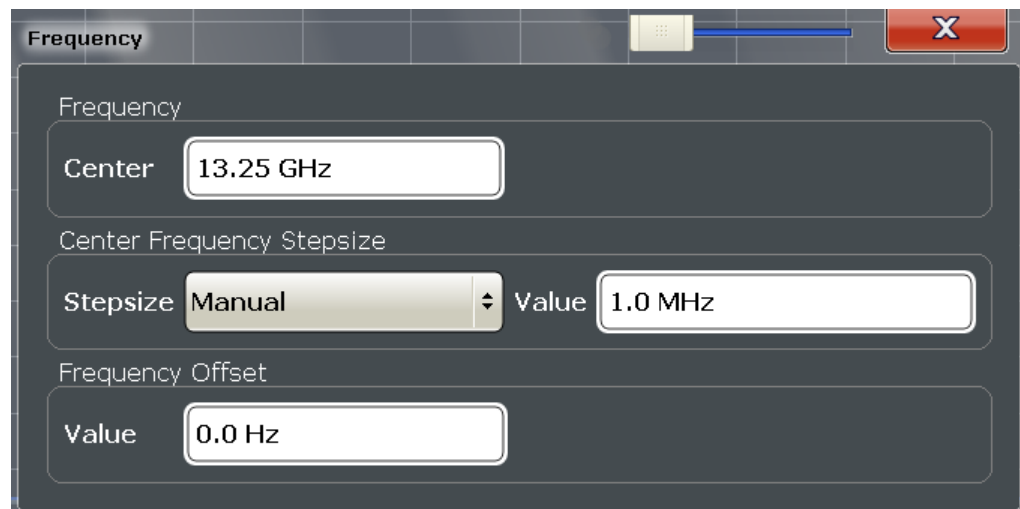 Frequency
X
Frequency
Center 13.25 GHz
Center Frequency Stepsize
Stepsize Manual Value 1.0 MHz
Frequency Offset
Value 0.0 Hz